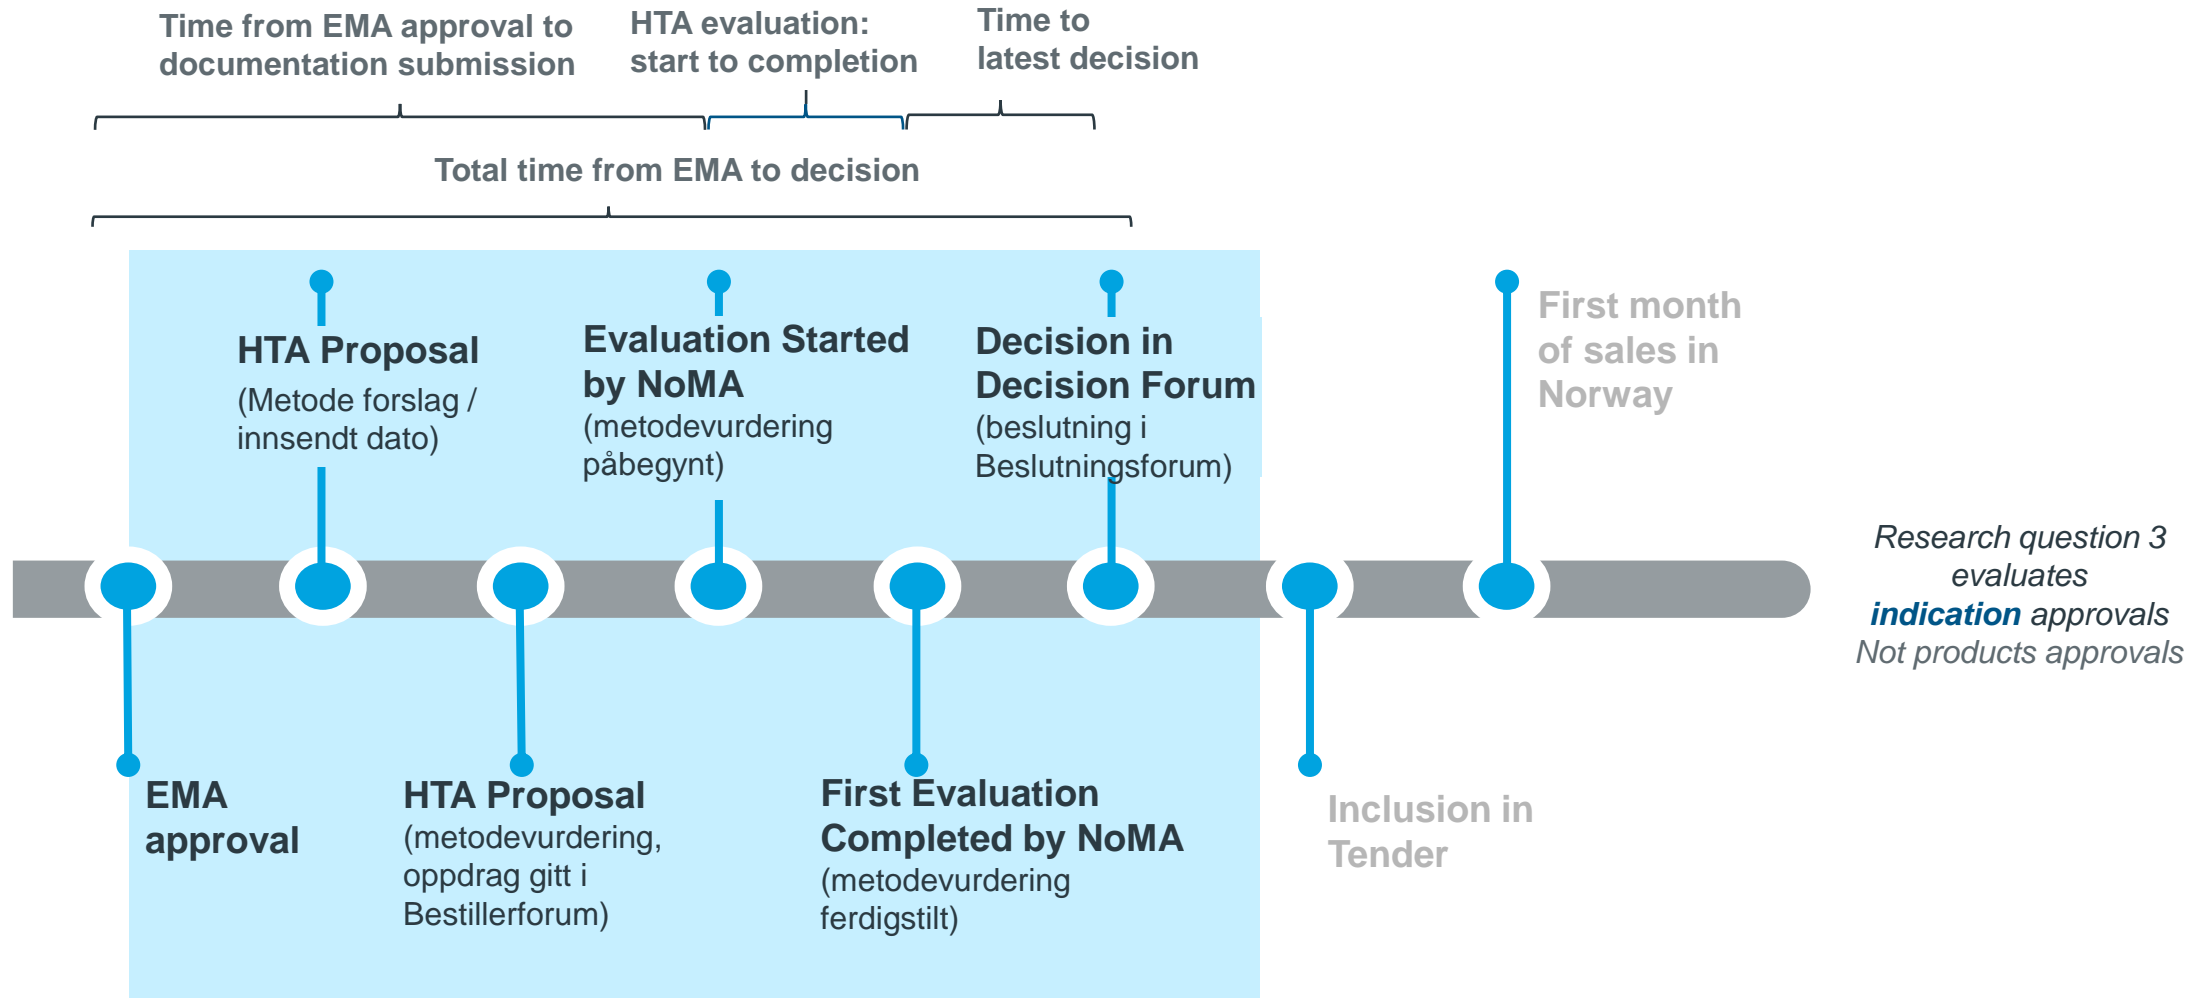 Time from EMA approval to
documentation submission
HTA evaluation:
start to completion
Time to
latest decision
Total time from EMA to decision
HTA Proposal
(Metode forslag /
innsendt dato)
Evaluation Started
by NoMA
(metodevurdering
påbegynt)
Decision in
Decision Forum
(beslutning i
Beslutningsforum)
First month
of sales in
Norway
Research question 3
evaluates
indication approvals
Not products approvals
EMA
approval
HTA Proposal
(metodevurdering,
oppdrag gitt i
Bestillerforum)
First Evaluation
Completed by NoMA
(metodevurdering
ferdigstilt)
Inclusion in
Tender